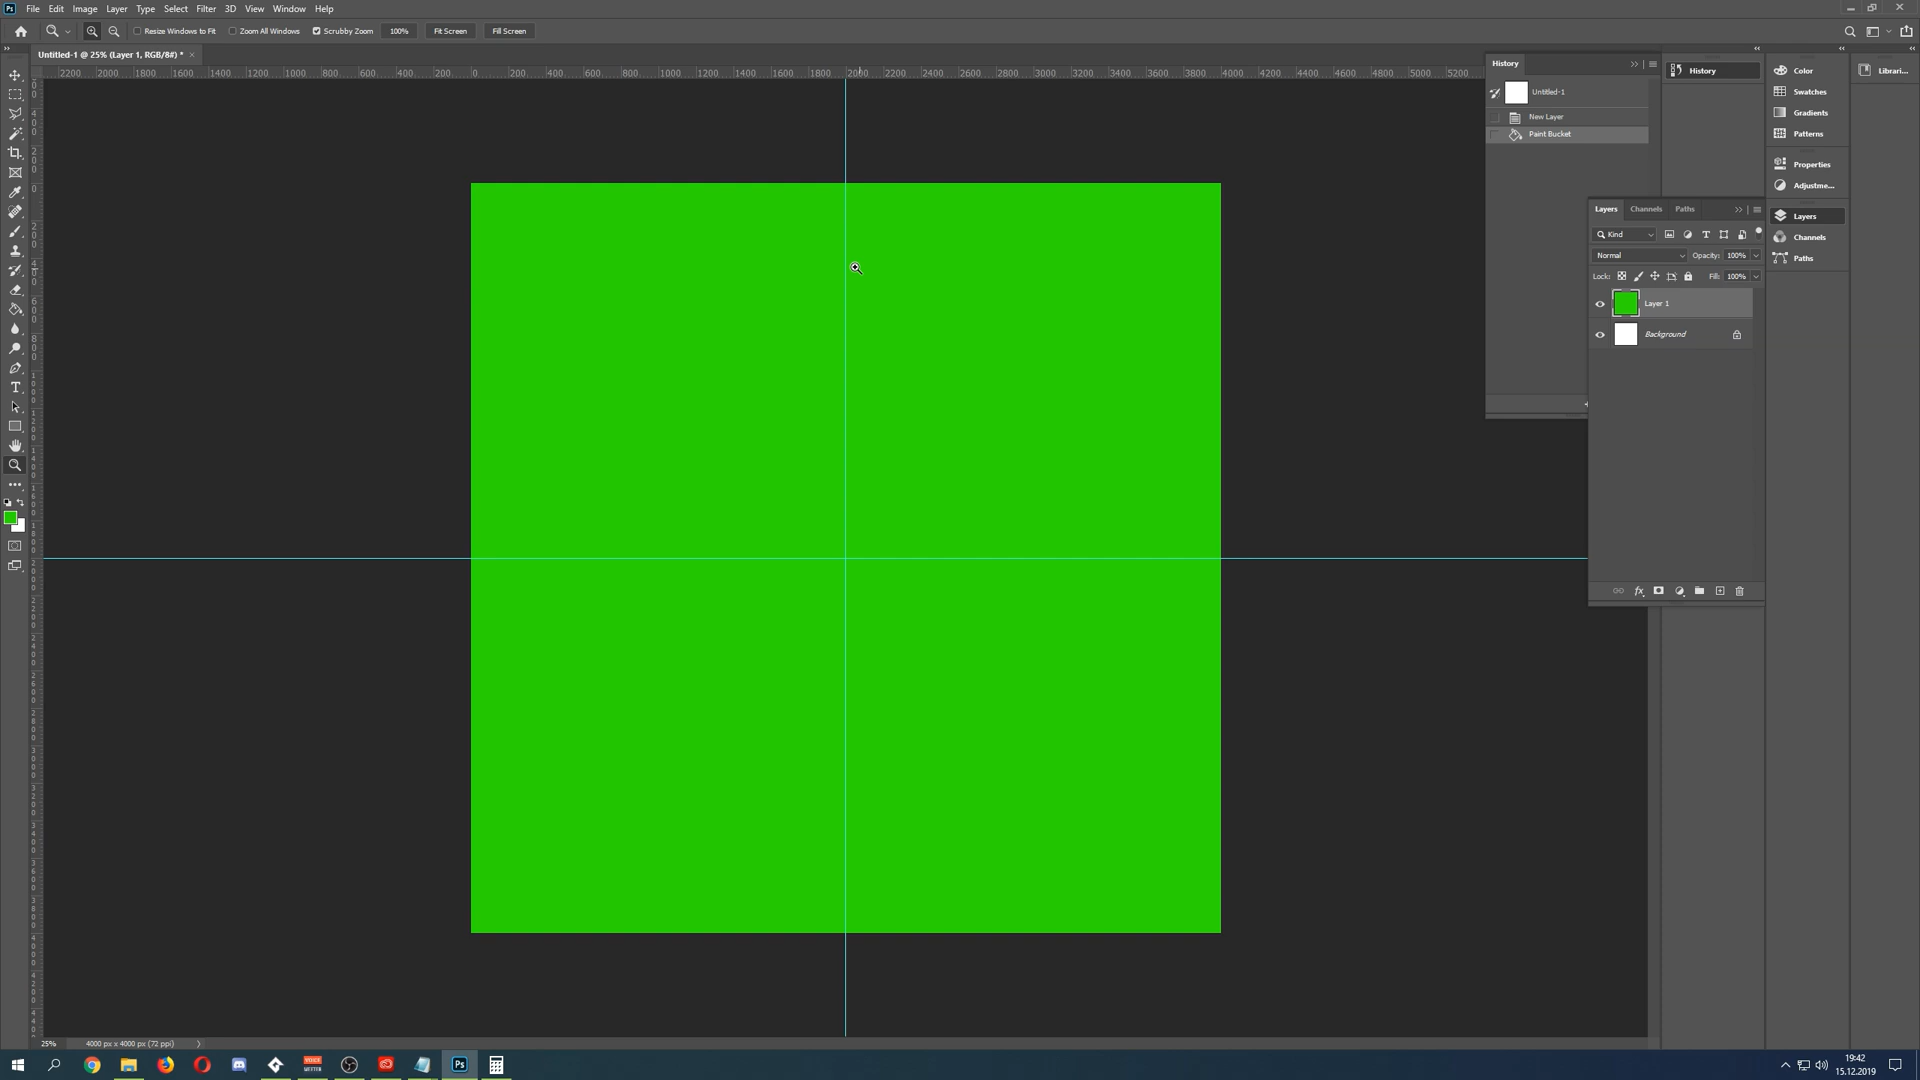 File Edit Image Layer Type Select Filter 3D View Window Help
Resize Windows to Fit Zoom All Windows Scrubby Zoom 100% Fit Screen Fill Screen
Untitled-1 @ 25% (Layer 1, RGB/8#) *
2200 2000 1800 1600 1400 1200 1000 800 600 400 200 0 200 400 600 800 1000 1200 1400 1600 1800 2000 2200 2400 2600 2800 3000 3200 3400 3600 3800 4000 4200 4400 4600 4800 5000 5200
History
Untitled-1
New Layer
Paint Bucket
History
Color
Swatches
Gradients
Patterns
Properties
Adjustme...
Layers
Channels
Paths
Librari...
Layers Channels Paths
Kind
Normal Opacity: 100%
Lock: Fill: 100%
Layer 1
Background
25% 4000 px x 4000 px (72 ppi)
19:42
15.12.2019